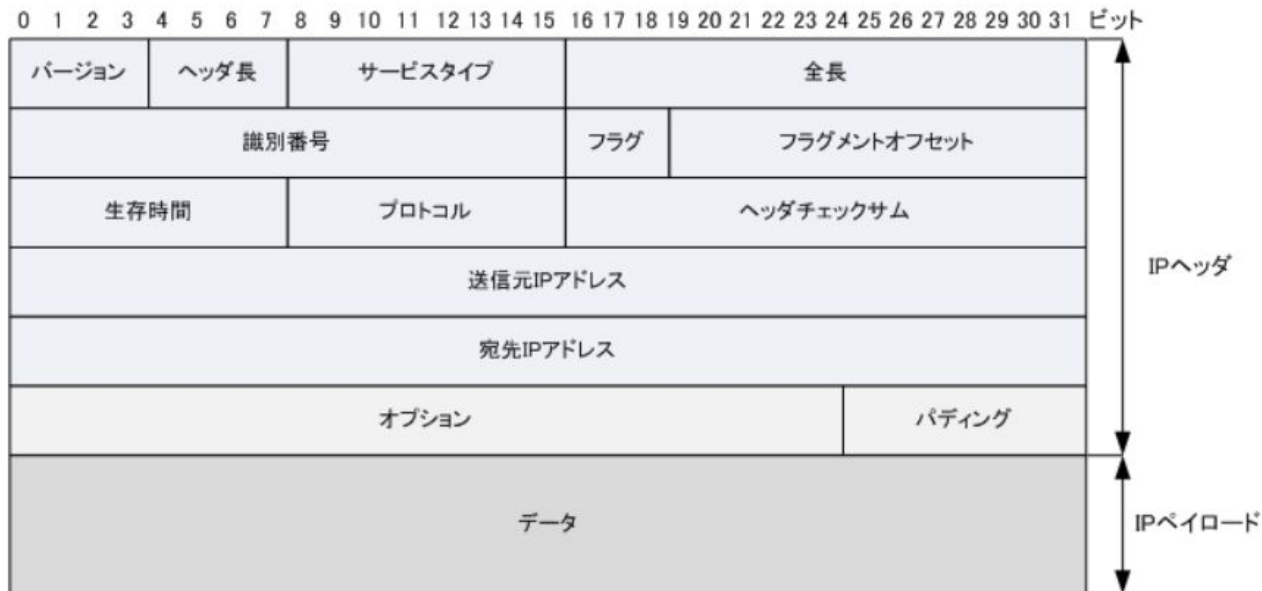 0 1 2 3 4 5 6 7 8 9 10 11 12 13 14 15 16 17 18 19 20 21 22 23 24 25 26 27 28 29 30 31 ビット
バージョン ヘッダ長 サービスタイプ 全長
識別番号 フラグ フラグメントオフセット
生存時間 プロトコル ヘッダチェックサム
送信元IPアドレス
IPヘッダ
宛先IPアドレス
オプション パディング
データ
IPペイロード